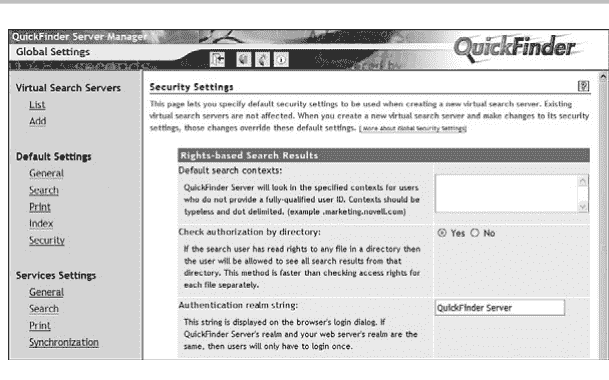 QuickFinder Server Manager
Global Settings
QuickFinder
Virtual Search Servers
List
Add
Default Settings
General
Search
Print
Index
Security
Services Settings
General
Search
Print
Synchronization
Security Settings
This page lets you specify default security settings to be used when creating a new virtual search server. Existing
virtual search servers are not affected. When you create a new virtual search server and make changes to its security
settings, those changes override these default settings. [More about Global Security Settings]
Rights-based Search Results
Default search contexts:
QuickFinder Server will look in the specified contexts for users
who do not provide a fully-qualified user ID. Contexts should be
typeless and dot delimited. (example .marketing.novell.com)
Check authorization by directory:
Yes No
If the search user has read rights to any file in a directory then
the user will be allowed to see all search results from that
directory. This method is faster than checking access rights for
each file separately.
Authentication realm string:
QuickFinder Server
This string is displayed on the browser's login dialog. If
QuickFinder Server's realm and your web server's realm are the
same, then users will only have to login once.